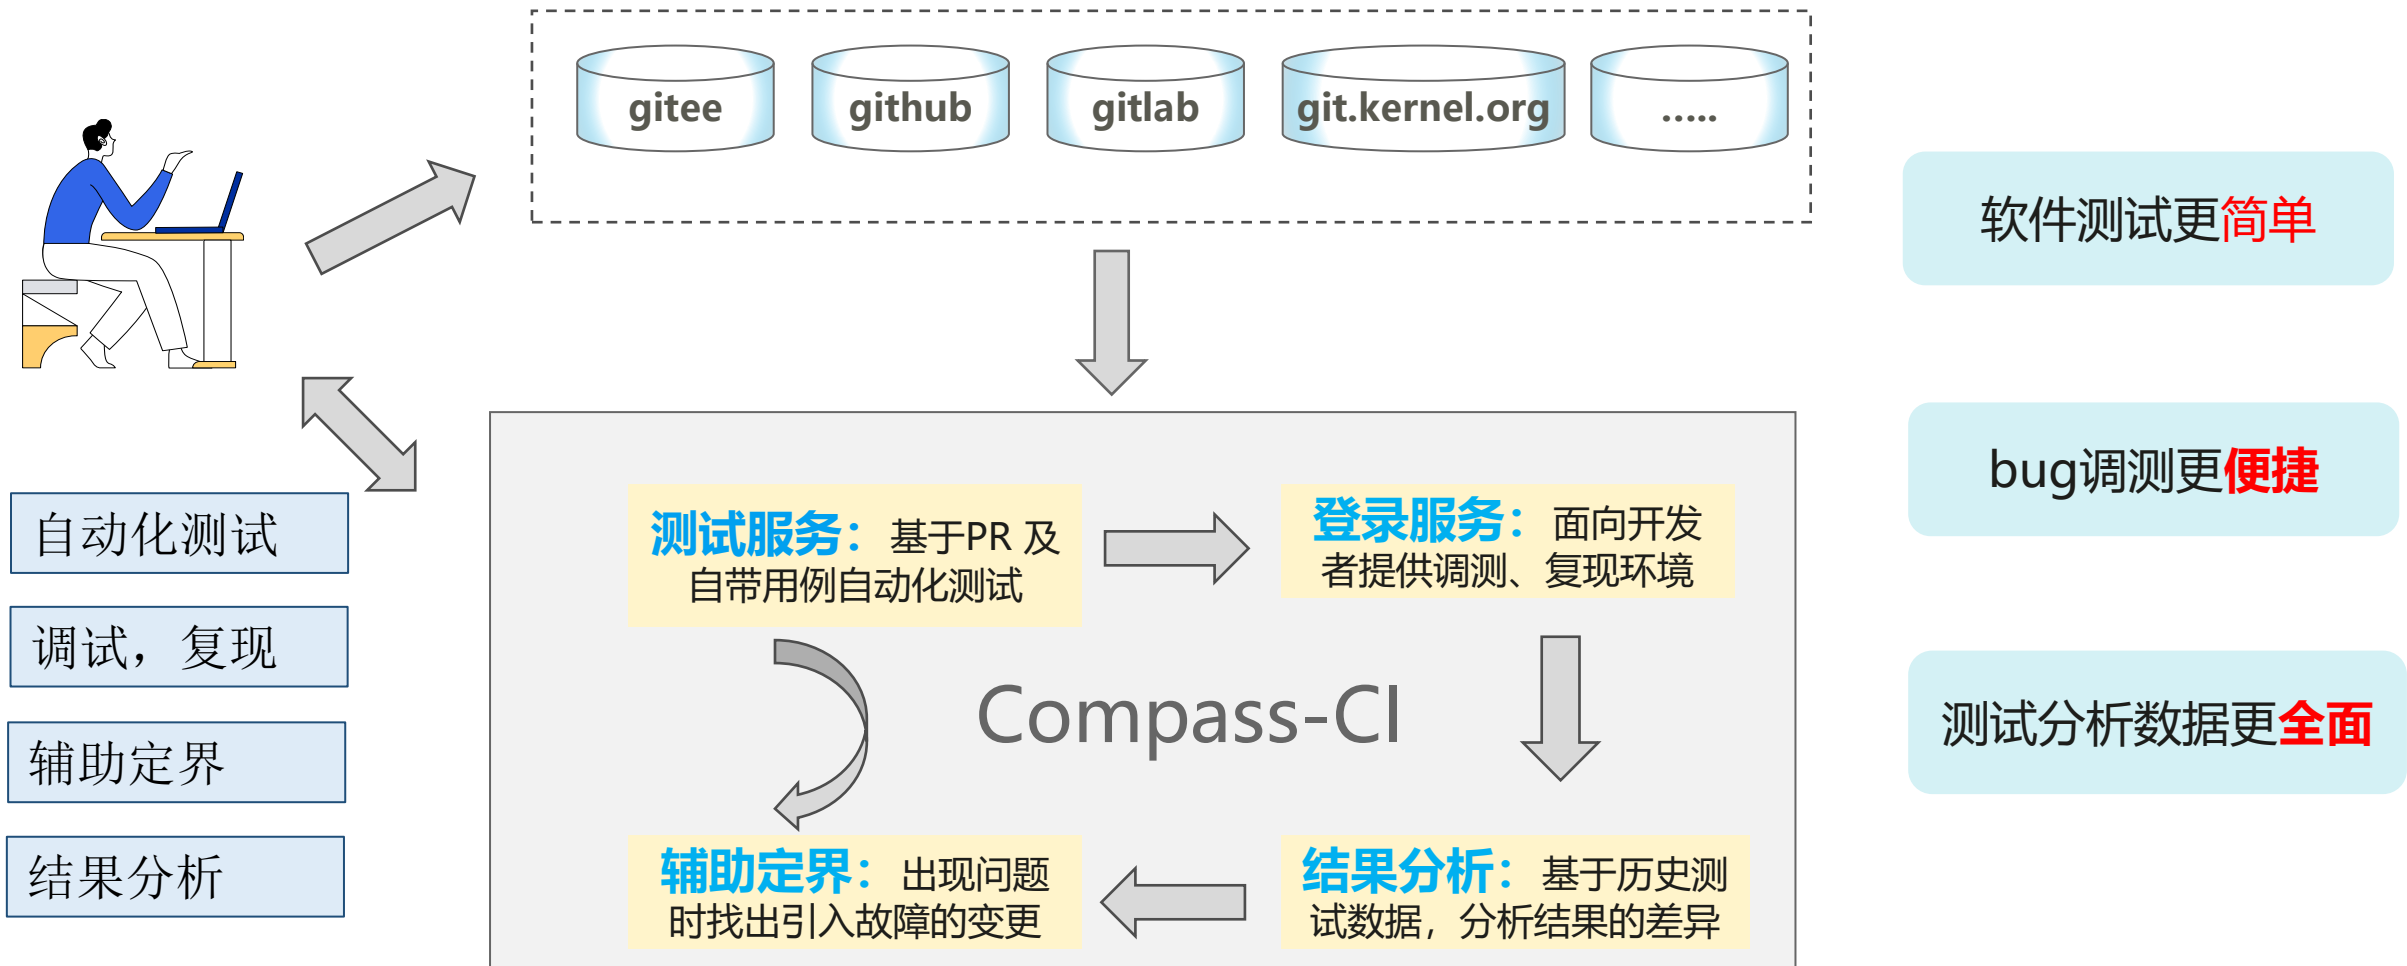 gitee
github
gitlab
git.kernel.org
.....
软件测试更简单
bug调测更便捷
测试分析数据更全面
自动化测试
调试，复现
辅助定界
结果分析
测试服务：基于PR 及
自带用例自动化测试
登录服务：面向开发
者提供调测、复现环境
Compass-CI
辅助定界：出现问题
时找出引入故障的变更
结果分析：基于历史测
试数据，分析结果的差异